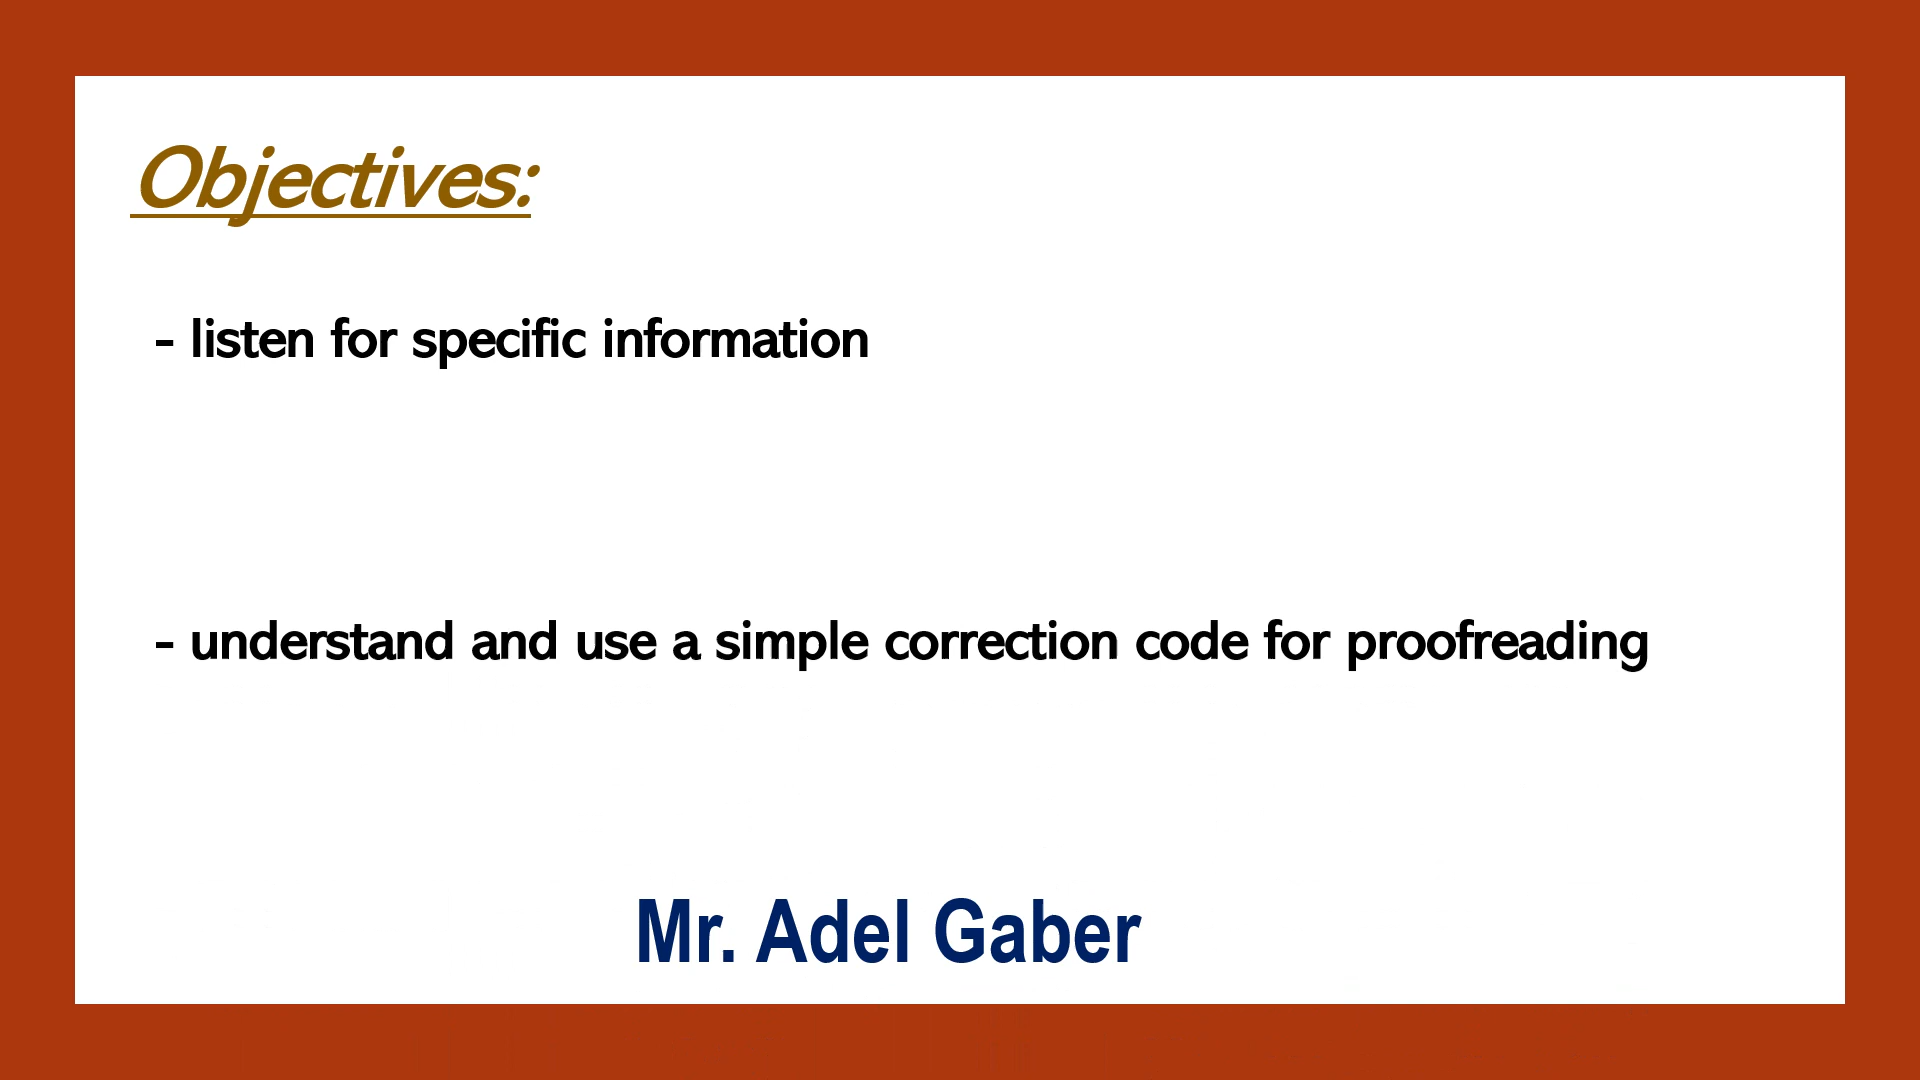 Objectives:
- listen for specific information
- understand and use a simple correction code for proofreading
Mr. Adel Gaber